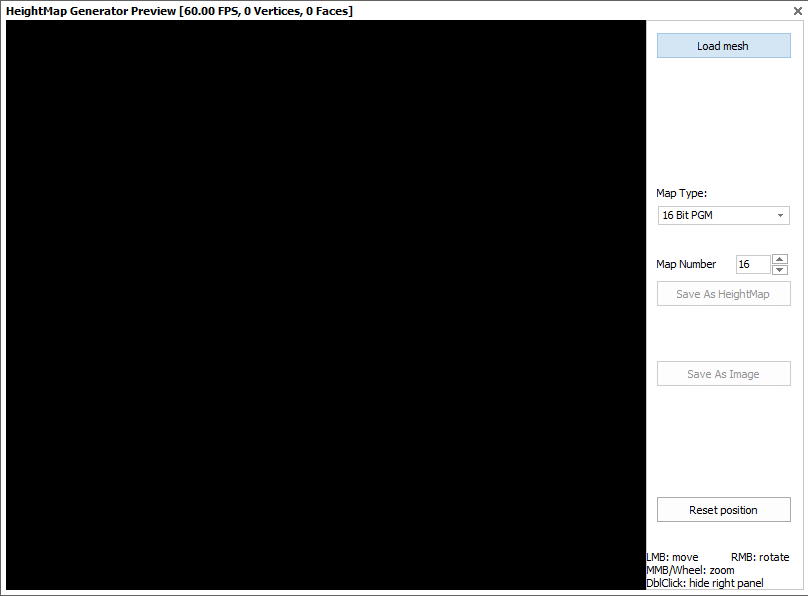 HeightMap Generator Preview [60.00 FPS, 0 Vertices, 0 Faces]
Load mesh
Map Type:
16 Bit PGM
Map Number 16
Save As HeightMap
Save As Image
Reset position
LMB: move RMB: rotate
MMB/Wheel: zoom
DblClick: hide right panel